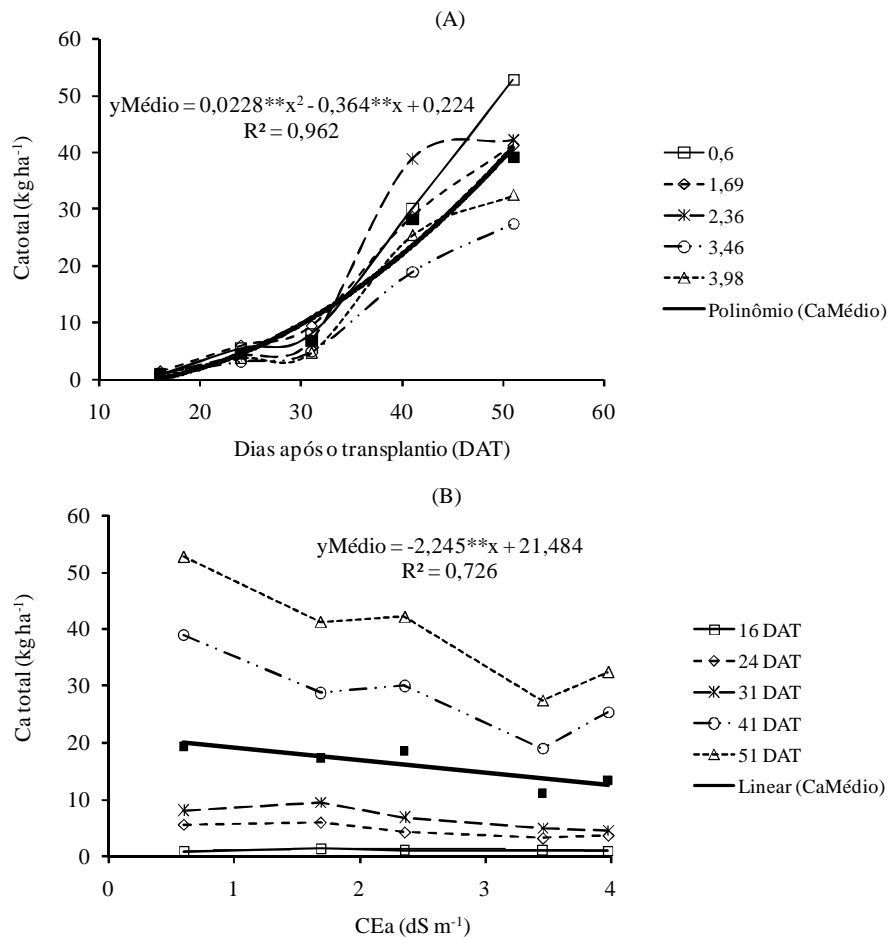 (A)
60
50
40
30
20
10
0
Catotal (kg ha⁻¹)
yMédio = 0,0228**x² - 0,364**x + 0,224
R² = 0,962
0,6
1,69
2,36
3,46
3,98
Polinômio (CaMédio)
10 20 30 40 50 60
Dias após o transplantio (DAT)
(B)
60
50
40
30
20
10
0
Catotal (kg ha⁻¹)
yMédio = -2,245**x + 21,484
R² = 0,726
16 DAT
24 DAT
31 DAT
41 DAT
51 DAT
Linear (CaMédio)
0 1 2 3 4
CEa (dS m⁻¹)